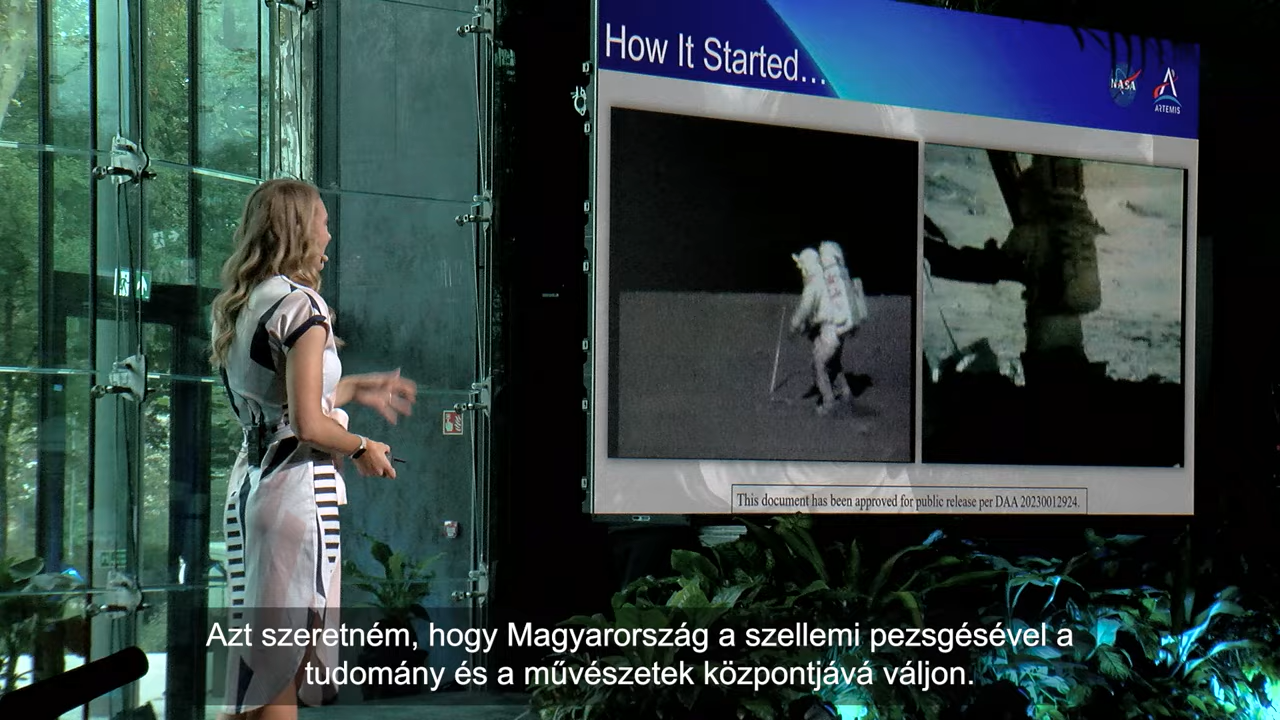 How It Started...
NASA
ARTEMIS
This document has been approved for public release per DAA 20230012924.
Azt szeretném, hogy Magyarország a szellemi pezsgésével a
tudomány és a művészetek központjává váljon.